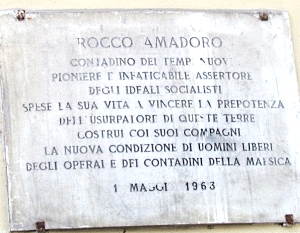 ROCCO AMADORO
CONTADINO DEI TEMPI NUOVI
PIONIERE E INFATICABILE ASSERTORE
DEGLI IDEALI SOCIALISTI
SPESE LA SUA VITA A VINCERE LA PREPOTENZA
DELL'USURPATORE DI QUESTE TERRE
COSTRUI COI SUOI COMPAGNI
LA NUOVA CONDIZIONE DI UOMINI LIBERI
DEGLI OPERAI E DEI CONTADINI DELLA MARSICA
1 MAGGIO 1963